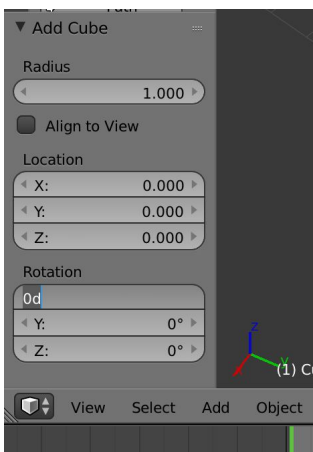 Add Cube
Radius
1.000
Align to View
Location
X: 0.000
Y: 0.000
Z: 0.000
Rotation
0d
Y: 0°
Z: 0°
z
y
(1) C
View Select Add Object